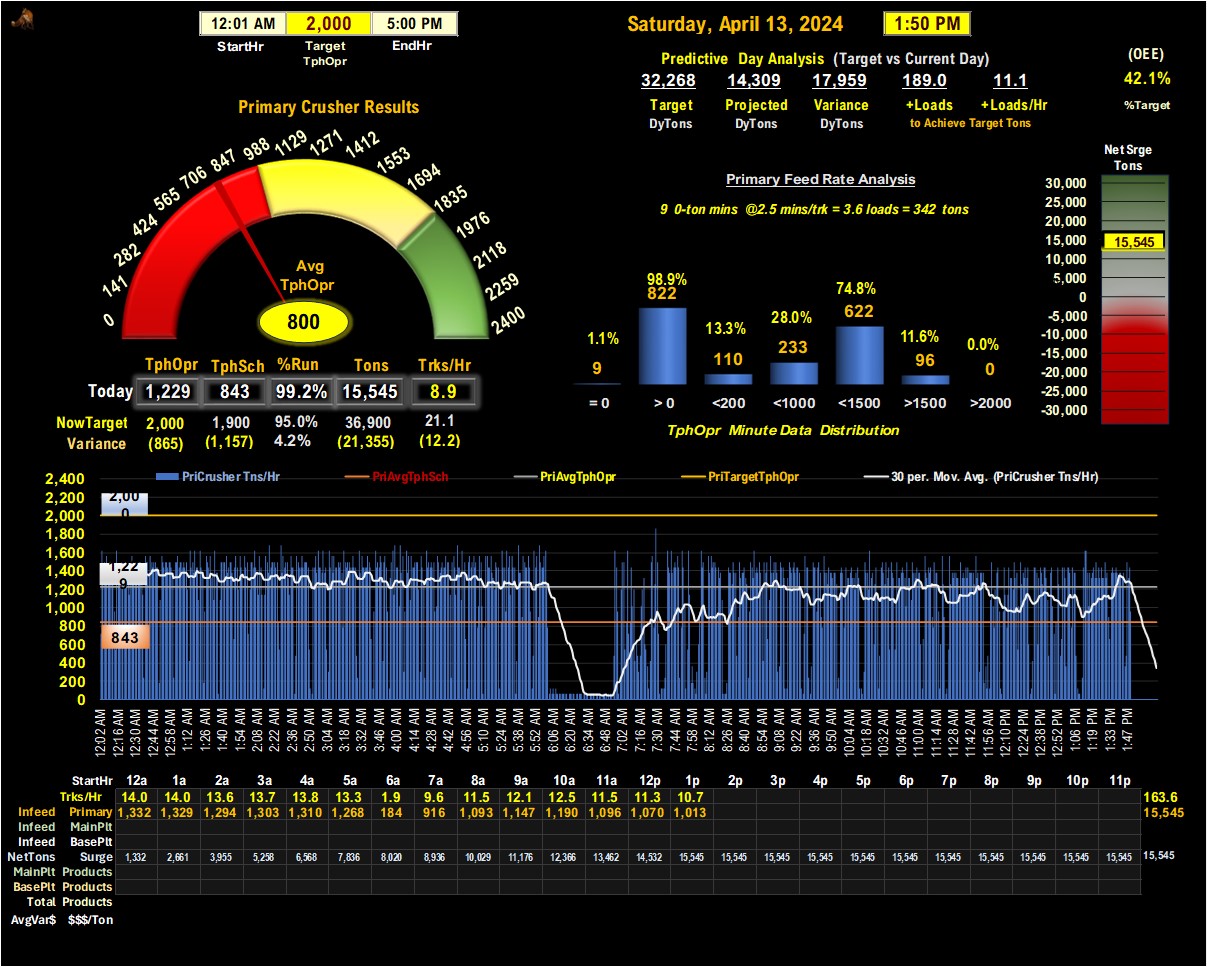 12:01 AM 2,000 5:00 PM
StartHr Target EndHr
TphOpr
Saturday, April 13, 2024 1:50 PM
Predictive Day Analysis (Target vs Current Day)
32,268 14,309 17,959 189.0 11.1
Target Projected Variance +Loads +Loads/Hr
DyTons DyTons DyTons to Achieve Target Tons
(OEE)
42.1%
%Target
Primary Crusher Results
0 141 282 424 565 706 847 988 1129 1271 1412 1553 1694 1835 1976 2118 2259 2400
Avg
TphOpr
800
TphOpr TphSch %Run Tons Trks/Hr
Today 1,229 843 99.2% 15,545 8.9
NowTarget 2,000 1,900 95.0% 36,900 21.1
Variance (865) (1,157) 4.2% (21,355) (12.2)
Primary Feed Rate Analysis
9 0-ton mins @2.5 mins/trk = 3.6 loads = 342 tons
1.1% 98.9% 13.3% 28.0% 74.8% 11.6% 0.0%
9 822 110 233 622 96 0
= 0 > 0 <200 <1000 <1500 >1500 >2000
TphOpr Minute Data Distribution
Net Srge
Tons
30,000
25,000
20,000
15,000 15,545
10,000
5,000
0
-5,000
-10,000
-15,000
-20,000
-25,000
-30,000
PriCrusher Tns/Hr PriAvgTphSch PriAvgTphOpr PriTargetTphOpr 30 per. Mov. Avg. (PriCrusher Tns/Hr)
2,400
2,200
2,000
1,800
1,600
1,400
1,200
1,000
800
600
400
200
0
2,00
0
1,22
9
843
12:02 AM 12:16 AM 12:30 AM 12:44 AM 12:58 AM 1:12 AM 1:26 AM 1:40 AM 1:54 AM 2:08 AM 2:22 AM 2:36 AM 2:50 AM 3:04 AM 3:18 AM 3:32 AM 3:46 AM 4:00 AM 4:14 AM 4:28 AM 4:42 AM 4:56 AM 5:10 AM 5:24 AM 5:38 AM 5:52 AM 6:06 AM 6:20 AM 6:34 AM 6:48 AM 7:02 AM 7:16 AM 7:30 AM 7:44 AM 7:58 AM 8:12 AM 8:26 AM 8:40 AM 8:54 AM 9:08 AM 9:22 AM 9:36 AM 9:50 AM 10:04 AM 10:18 AM 10:32 AM 10:46 AM 11:00 AM 11:14 AM 11:28 AM 11:42 AM 11:56 AM 12:10 PM 12:24 PM 12:38 PM 12:52 PM 1:06 PM 1:19 PM 1:33 PM 1:47 PM
StartHr 12a 1a 2a 3a 4a 5a 6a 7a 8a 9a 10a 11a 12p 1p 2p 3p 4p 5p 6p 7p 8p 9p 10p 11p
Trks/Hr 14.0 14.0 13.6 13.7 13.8 13.3 1.9 9.6 11.5 12.1 12.5 11.5 11.3 10.7 163.6
Infeed Primary 1,332 1,329 1,294 1,303 1,310 1,268 184 916 1,093 1,147 1,190 1,096 1,070 1,013 15,545
Infeed MainPlt
Infeed BasePlt
NetTons Surge 1,332 2,661 3,955 5,258 6,568 7,836 8,020 8,936 10,029 11,176 12,366 13,462 14,532 15,545 15,545 15,545 15,545 15,545 15,545 15,545 15,545 15,545 15,545 15,545 15,545
MainPlt Products
BasePlt Products
Total Products
AvgVar$ $$$/Ton